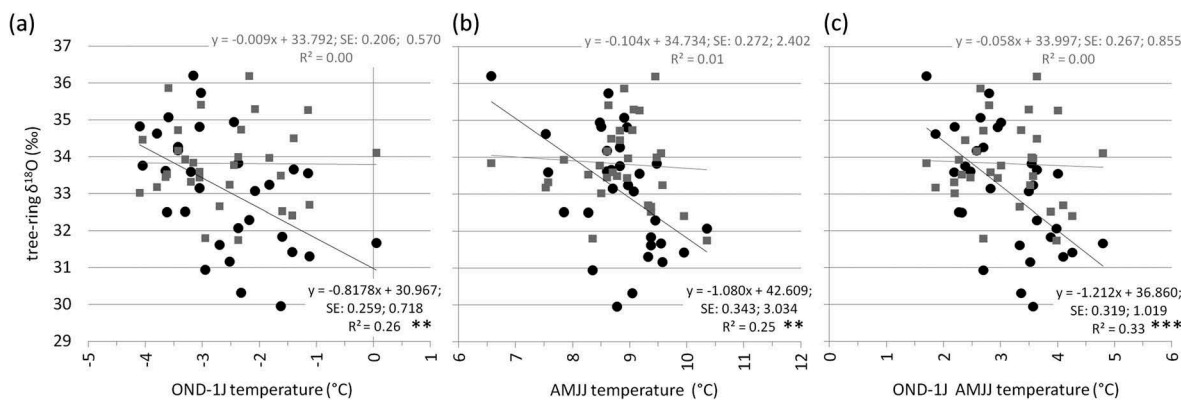 (a)
(b)
(c)
y = -0.009x + 33.792; SE: 0.206; 0.570
R² = 0.00
y = -0.104x + 34.734; SE: 0.272; 2.402
R² = 0.01
y = -0.058x + 33.997; SE: 0.267; 0.855
R² = 0.00
37
36
35
34
33
32
31
30
29
tree-ring δ¹⁸O (‰)
y = -0.8178x + 30.967;
SE: 0.259; 0.718
R² = 0.26 **
y = -1.080x + 42.609;
SE: 0.343; 3.034
R² = 0.25 **
y = -1.212x + 36.860;
SE: 0.319; 1.019
R² = 0.33 ***
-5 -4 -3 -2 -1 0 1
6 7 8 9 10 11 12
0 1 2 3 4 5 6
OND-1J temperature (°C)
AMJJ temperature (°C)
OND-1J AMJJ temperature (°C)